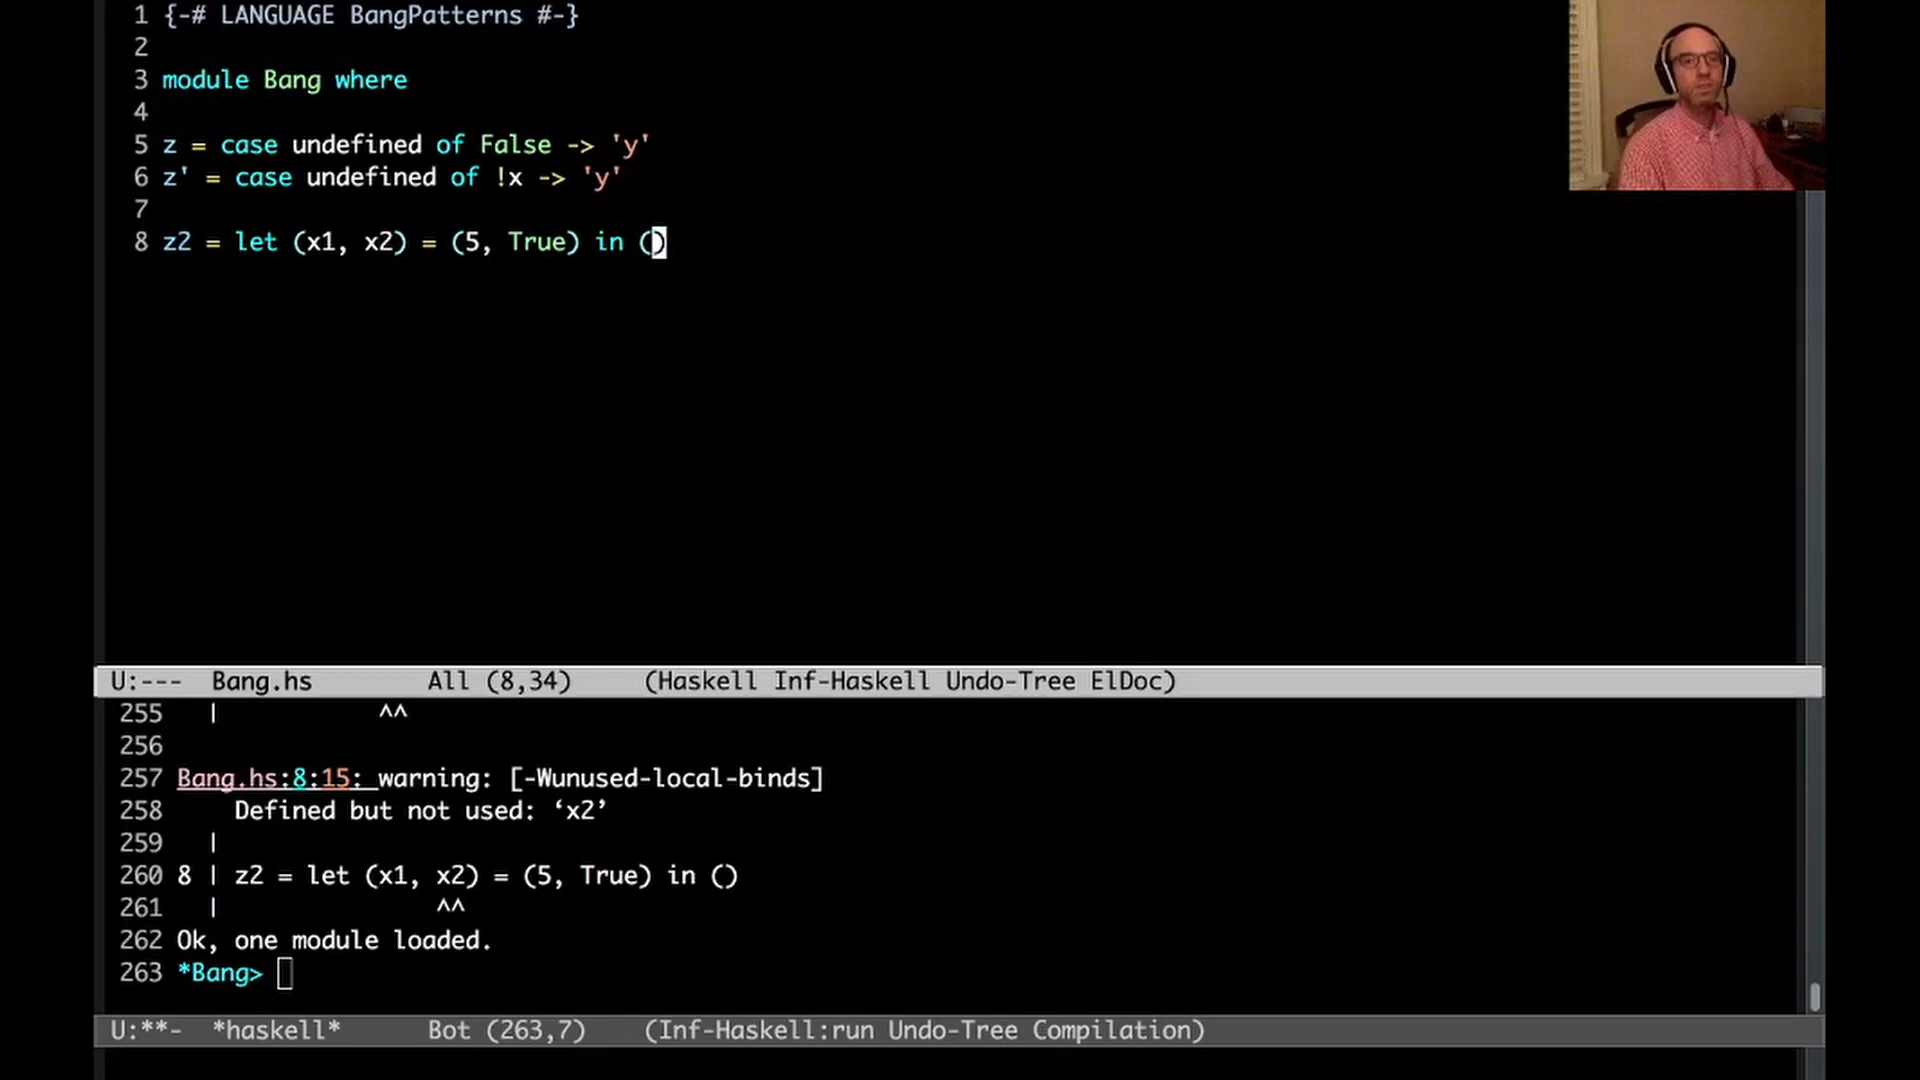 1 {-# LANGUAGE BangPatterns #-}
2
3 module Bang where
4
5 z = case undefined of False -> 'y'
6 z' = case undefined of !x -> 'y'
7
8 z2 = let (x1, x2) = (5, True) in ()
U:--- Bang.hs All (8,34) (Haskell Inf-Haskell Undo-Tree ElDoc)
255 | ^^
256
257 Bang.hs:8:15: warning: [-Wunused-local-binds]
258 Defined but not used: ‘x2’
259 |
260 8 | z2 = let (x1, x2) = (5, True) in ()
261 | ^^
262 Ok, one module loaded.
263 *Bang>
U:**- *haskell* Bot (263,7) (Inf-Haskell:run Undo-Tree Compilation)